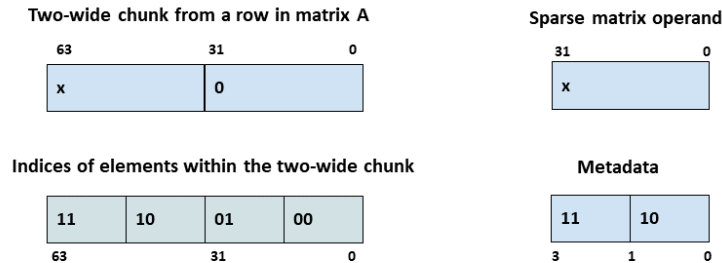 Two-wide chunk from a row in matrix A
63 31 0
x 0
Sparse matrix operand
31 0
x
Indices of elements within the two-wide chunk
11 10 01 00
63 31 0
Metadata
11 10
3 1 0